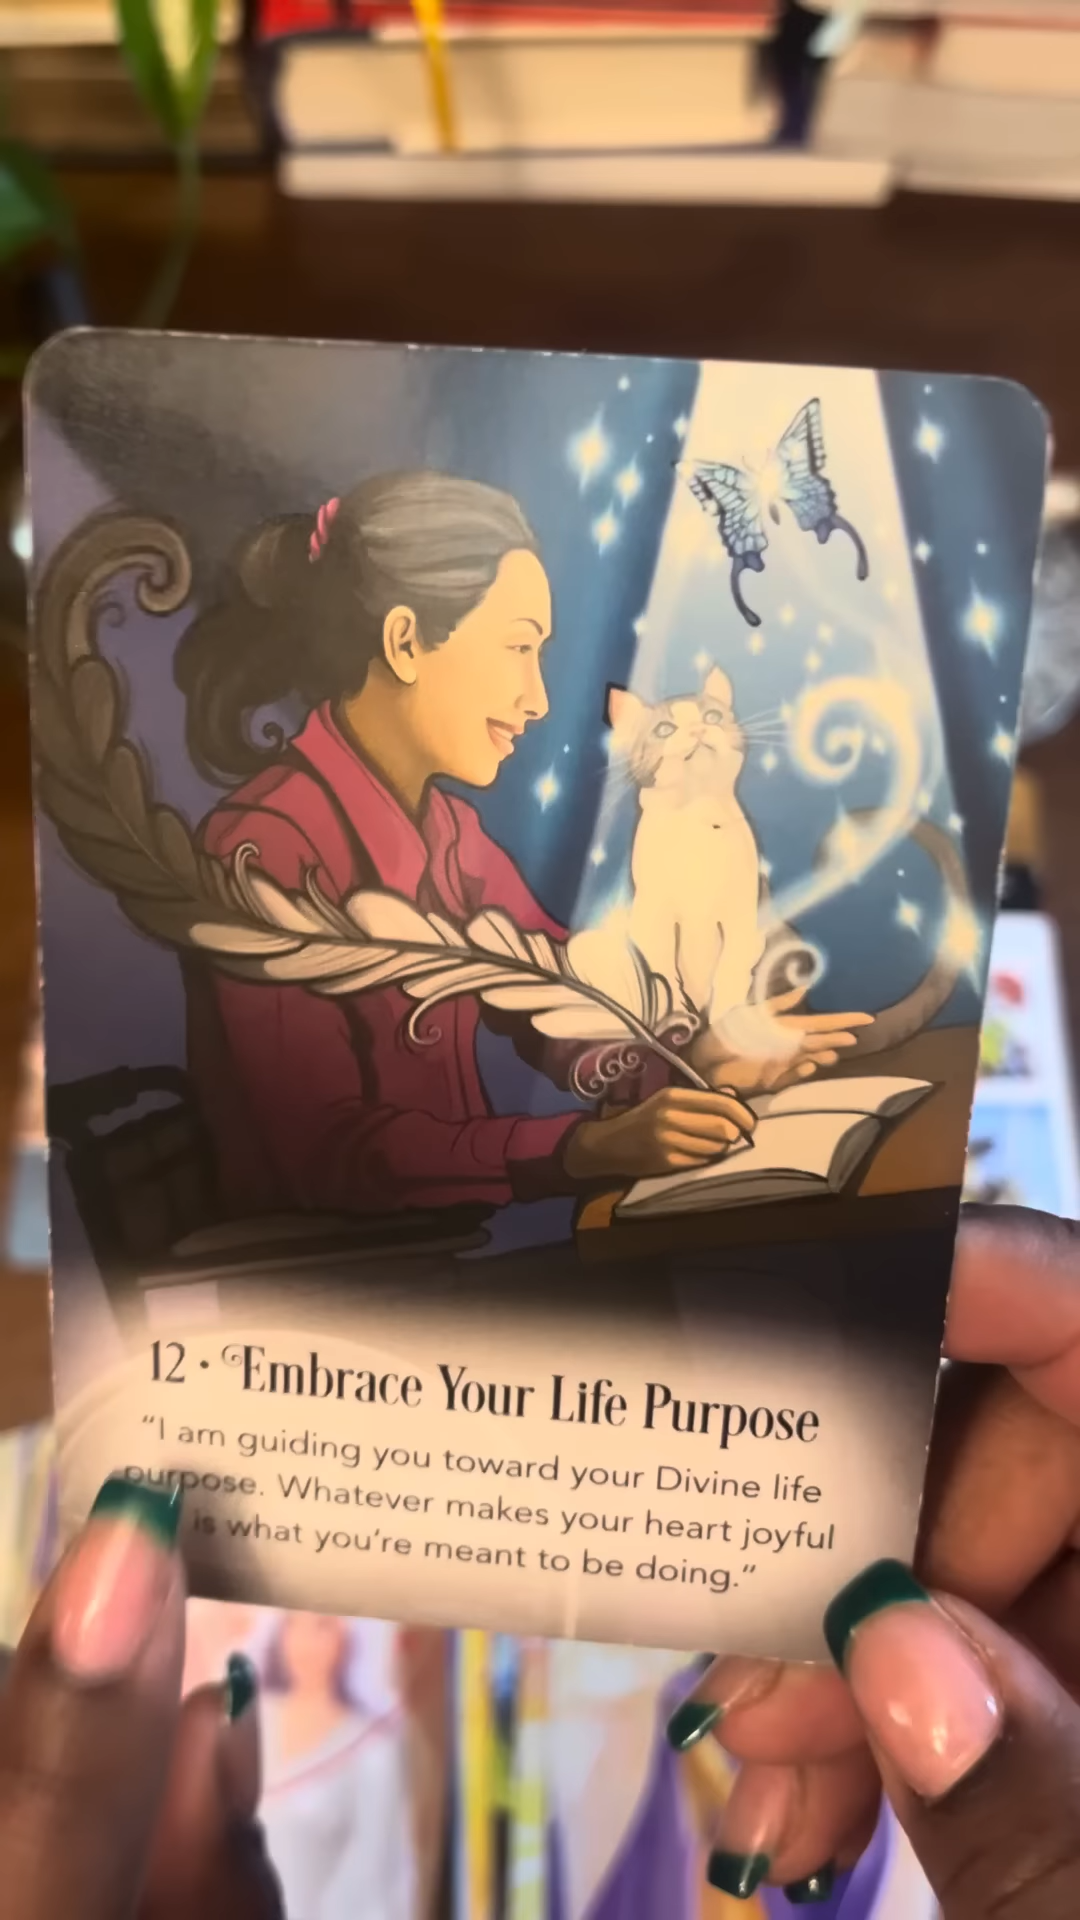 12 · Embrace Your Life Purpose
“I am guiding you toward your Divine life
purpose. Whatever makes your heart joyful
is what you’re meant to be doing.”